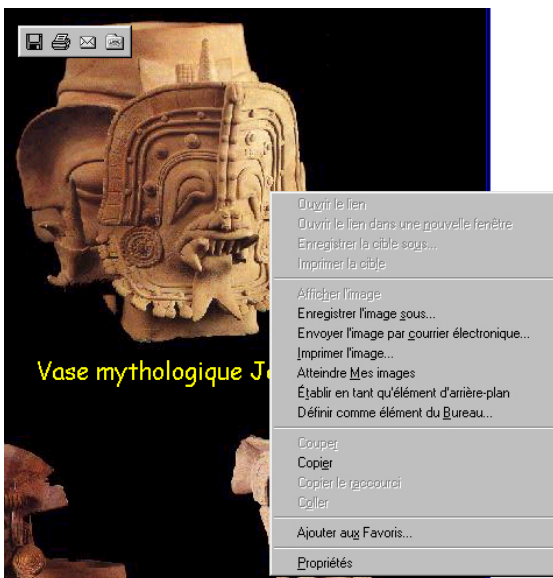 Vase mythologique
Ouvrir le lien
Ouvrir le lien dans une nouvelle fenêtre
Enregistrer la cible sous...
Imprimer la cible
Afficher l'image
Enregistrer l'image sous...
Envoyer l'image par courrier électronique...
Imprimer l'image...
Atteindre Mes images
Établir en tant qu'élément d'arrière-plan
Définir comme élément du Bureau...
Couper
Copier
Copier le raccourci
Coller
Ajouter aux Favoris...
Propriétés